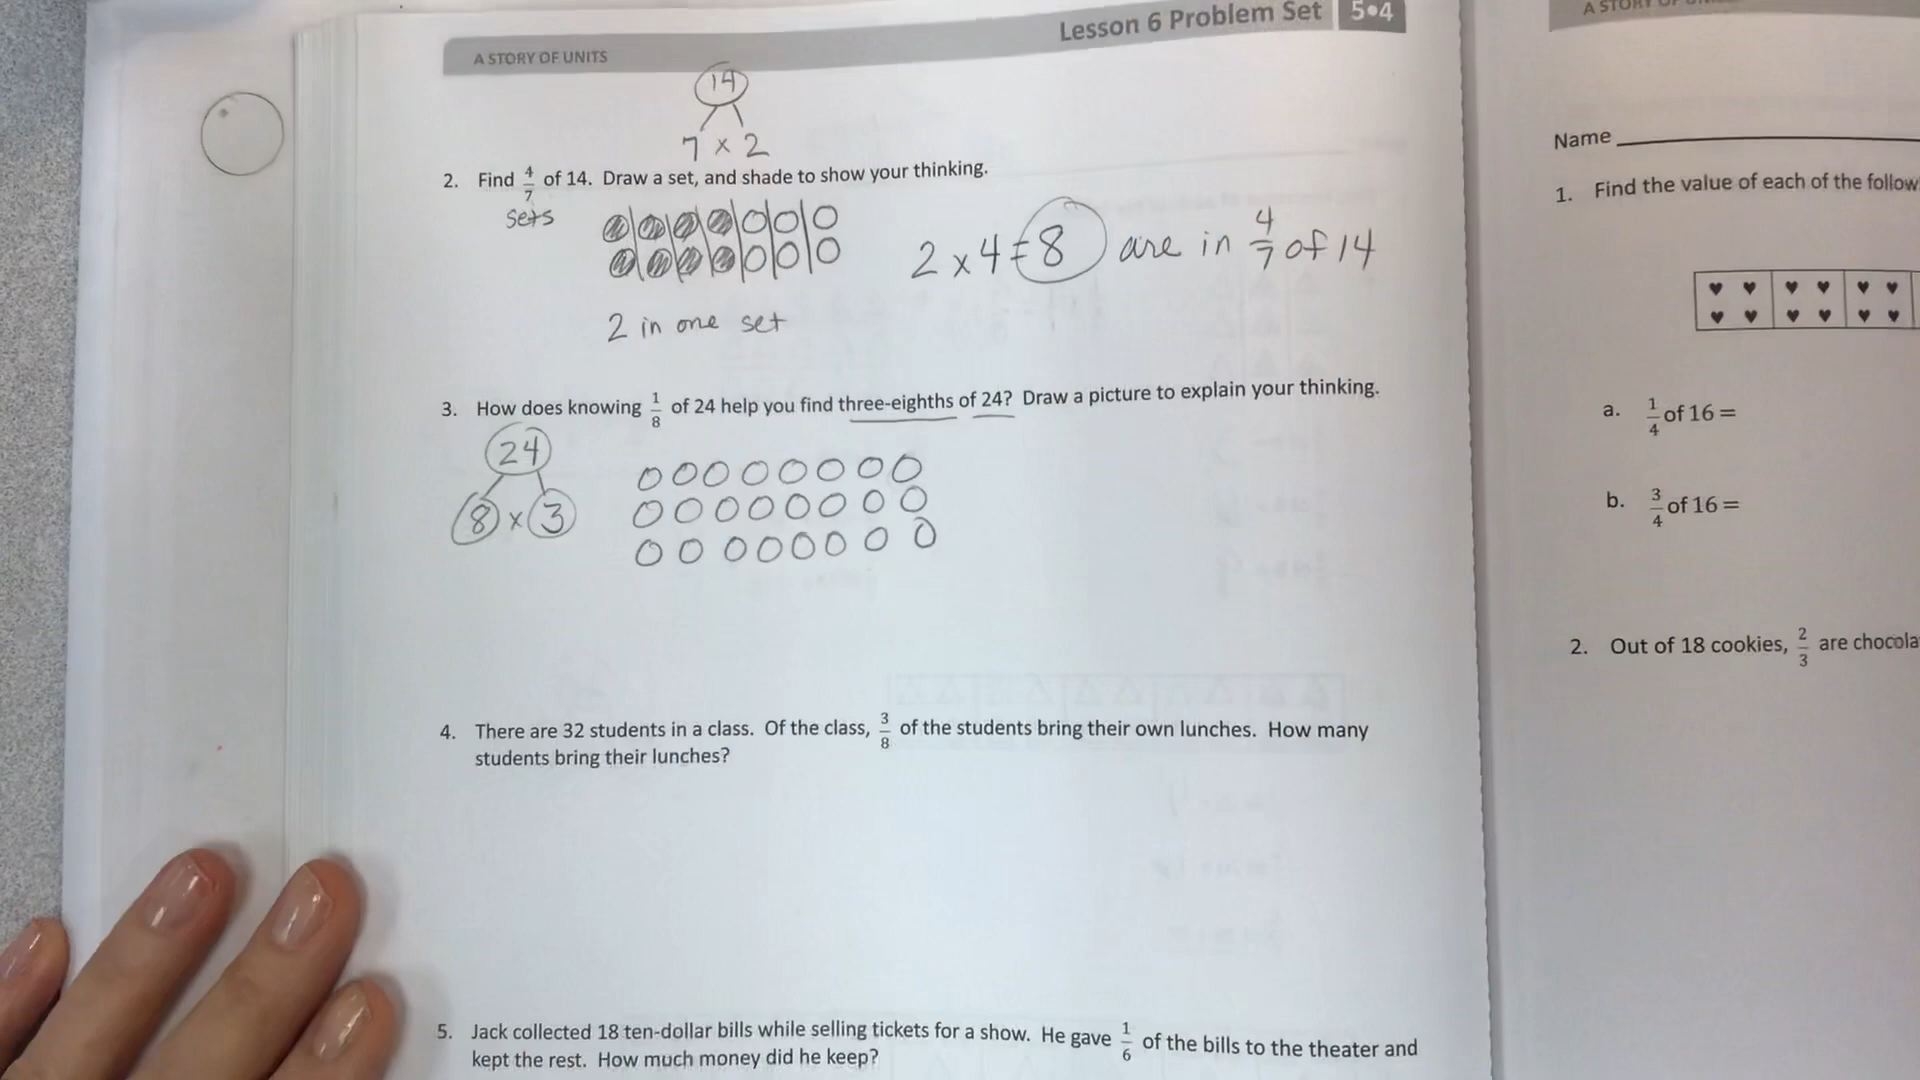 Lesson 6 Problem Set 5•4
A STORY OF UNITS
14
7 × 2
2. Find 4/7 of 14. Draw a set, and shade to show your thinking.
sets
2 × 4 = 8 are in 4/7 of 14
2 in one set
3. How does knowing 1/8 of 24 help you find three-eighths of 24? Draw a picture to explain your thinking.
24
8 × 3
4. There are 32 students in a class. Of the class, 3/8 of the students bring their own lunches. How many
students bring their lunches?
5. Jack collected 18 ten-dollar bills while selling tickets for a show. He gave 1/6 of the bills to the theater and
kept the rest. How much money did he keep?
A STORY OF
Name
1. Find the value of each of the follow
a. 1/4 of 16 =
b. 3/4 of 16 =
2. Out of 18 cookies, 2/3 are chocola